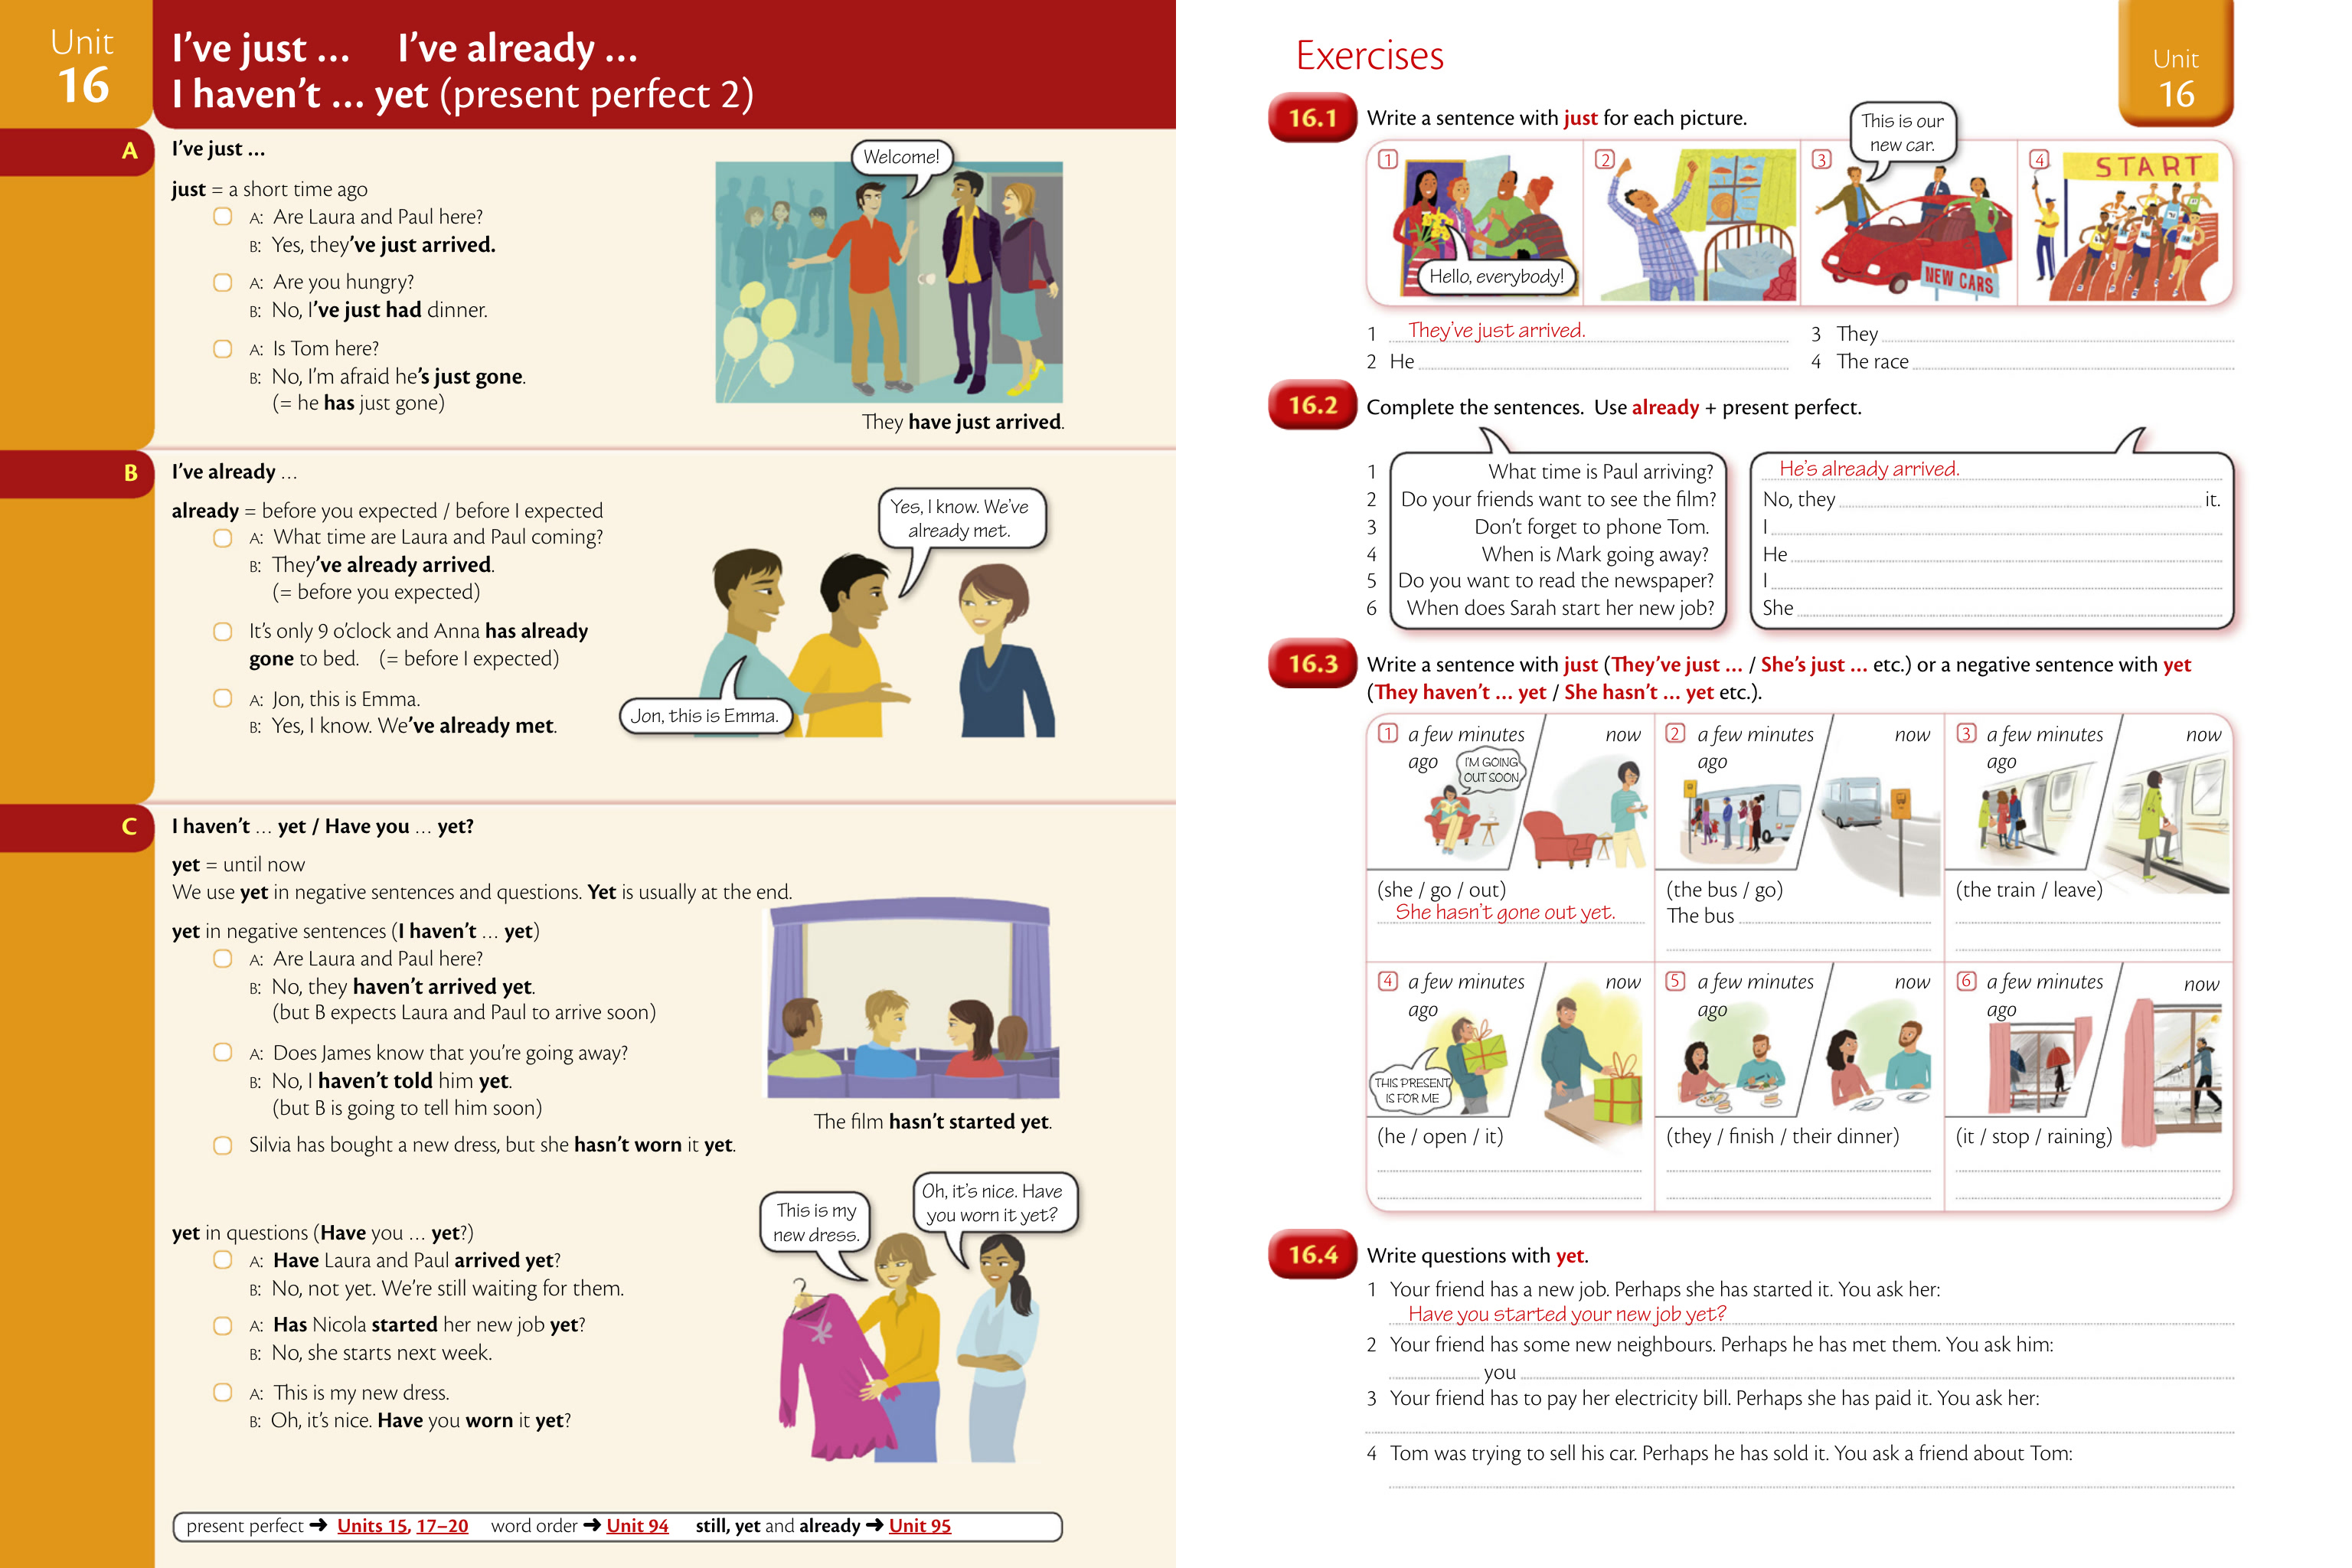 Unit
16
I've just ... I've already ...
I haven't ... yet (present perfect 2)
A
I've just ...
just = a short time ago
A: Are Laura and Paul here?
B: Yes, they've just arrived.
A: Are you hungry?
B: No, I've just had dinner.
A: Is Tom here?
B: No, I'm afraid he's just gone.
(= he has just gone)
Welcome!
They have just arrived.
B
I've already ...
already = before you expected / before I expected
A: What time are Laura and Paul coming?
B: They've already arrived.
(= before you expected)
It's only 9 o'clock and Anna has already
gone to bed. (= before I expected)
A: Jon, this is Emma.
B: Yes, I know. We've already met.
Yes, I know. We've
already met.
Jon, this is Emma.
C
I haven't ... yet / Have you ... yet?
yet = until now
We use yet in negative sentences and questions. Yet is usually at the end.
yet in negative sentences (I haven't ... yet)
A: Are Laura and Paul here?
B: No, they haven't arrived yet.
(but B expects Laura and Paul to arrive soon)
A: Does James know that you're going away?
B: No, I haven't told him yet.
(but B is going to tell him soon)
Silvia has bought a new dress, but she hasn't worn it yet.
The film hasn't started yet.
yet in questions (Have you ... yet?)
A: Have Laura and Paul arrived yet?
B: No, not yet. We're still waiting for them.
A: Has Nicola started her new job yet?
B: No, she starts next week.
A: This is my new dress.
B: Oh, it's nice. Have you worn it yet?
This is my
new dress.
Oh, it's nice. Have
you worn it yet?
present perfect ➜ Units 15, 17–20 word order ➜ Unit 94 still, yet and already ➜ Unit 95
Exercises
Unit
16
16.1 Write a sentence with just for each picture.
1
Hello, everybody!
2
3
This is our
new car.
NEW CARS
4
START
1 They've just arrived.
2 He
3 They
4 The race
16.2 Complete the sentences. Use already + present perfect.
1 What time is Paul arriving? He's already arrived.
2 Do your friends want to see the film? No, they it.
3 Don't forget to phone Tom. I
4 When is Mark going away? He
5 Do you want to read the newspaper? I
6 When does Sarah start her new job? She
16.3 Write a sentence with just (They've just ... / She's just ... etc.) or a negative sentence with yet
(They haven't ... yet / She hasn't ... yet etc.).
1 a few minutes
ago
now
I'M GOING
OUT SOON
(she / go / out)
She hasn't gone out yet.
2 a few minutes
ago
now
(the bus / go)
The bus
3 a few minutes
ago
now
(the train / leave)
4 a few minutes
ago
now
THIS PRESENT
IS FOR ME
(he / open / it)
5 a few minutes
ago
now
(they / finish / their dinner)
6 a few minutes
ago
now
(it / stop / raining)
16.4 Write questions with yet.
1 Your friend has a new job. Perhaps she has started it. You ask her:
Have you started your new job yet?
2 Your friend has some new neighbours. Perhaps he has met them. You ask him:
you
3 Your friend has to pay her electricity bill. Perhaps she has paid it. You ask her:
4 Tom was trying to sell his car. Perhaps he has sold it. You ask a friend about Tom: